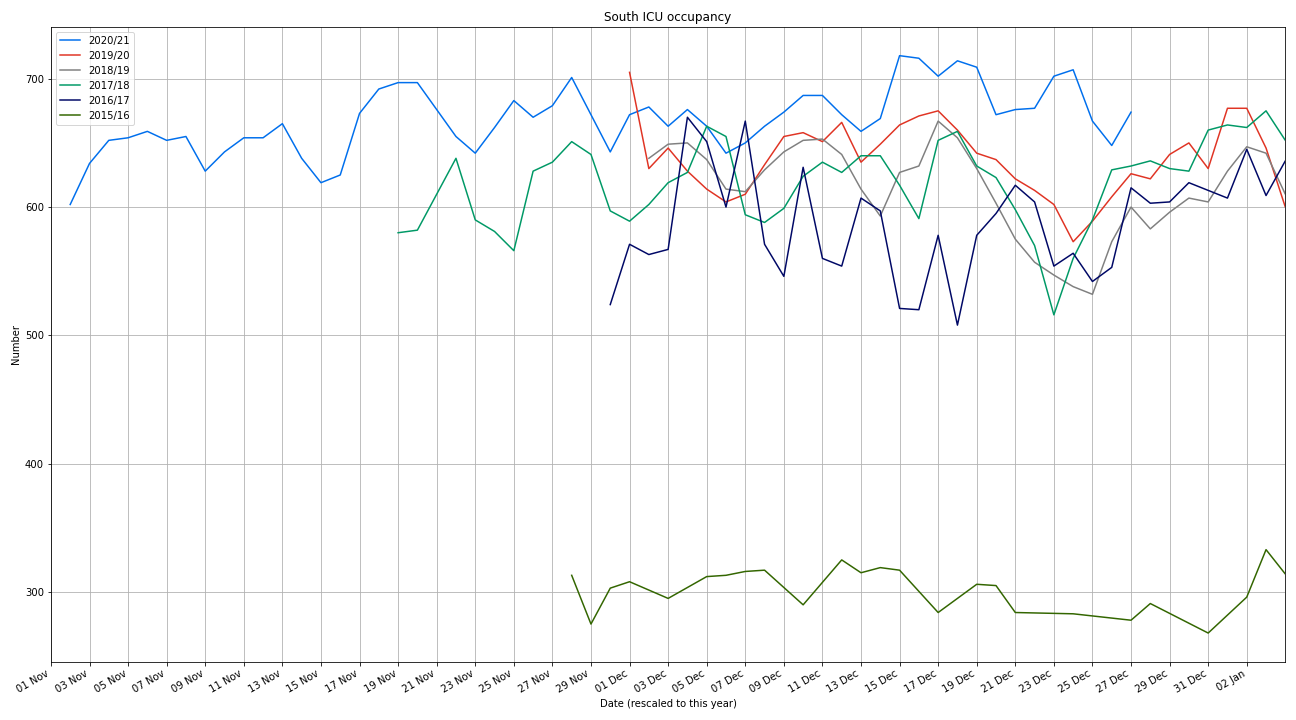 South ICU occupancy
2020/21
2019/20
2018/19
2017/18
2016/17
2015/16
700
600
500
400
300
Number
01 Nov
03 Nov
05 Nov
07 Nov
09 Nov
11 Nov
13 Nov
15 Nov
17 Nov
19 Nov
21 Nov
23 Nov
25 Nov
27 Nov
29 Nov
01 Dec
03 Dec
05 Dec
07 Dec
09 Dec
11 Dec
13 Dec
15 Dec
17 Dec
19 Dec
21 Dec
23 Dec
25 Dec
27 Dec
29 Dec
31 Dec
02 Jan
Date (rescaled to this year)